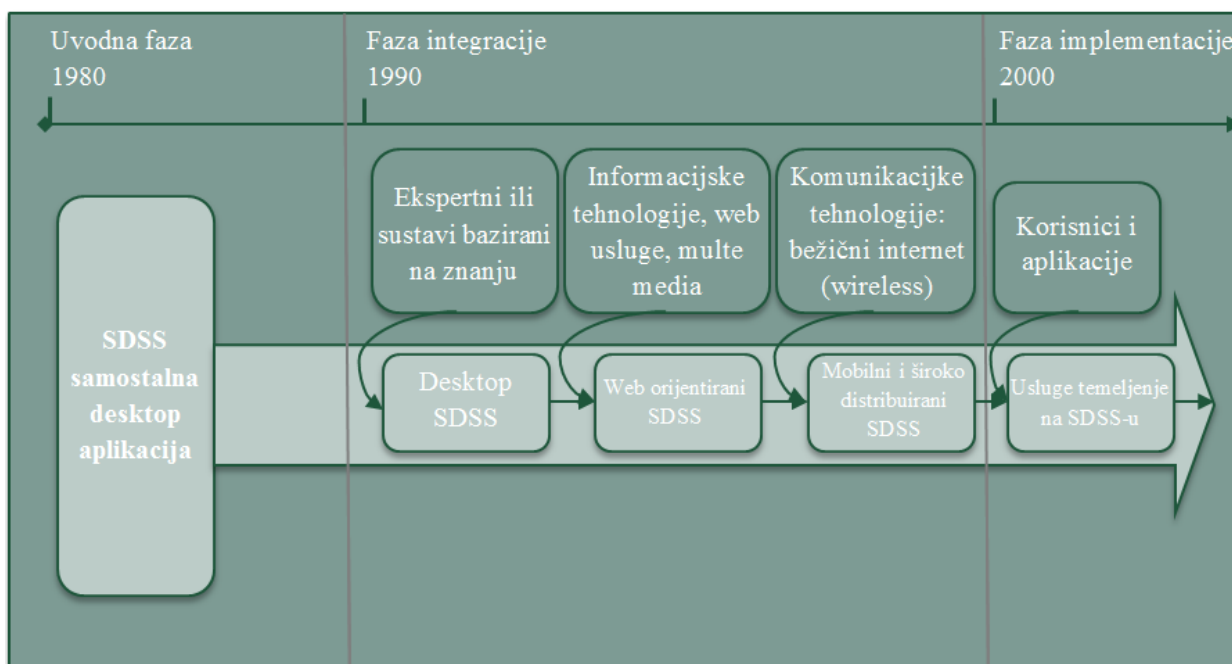 Uvodna faza
1980
Faza integracije
1990
Faza implementacije
2000
SDSS
samostalna
desktop
aplikacija
Ekspertni ili
sustavi bazirani
na znanju
Informacijske
tehnologije, web
usluge, multe
media
Komunikacijke
tehnologije:
bežični internet
(wireless)
Korisnici i
aplikacije
Desktop
SDSS
Web orijentirani
SDSS
Mobilni i široko
distribuirani
SDSS
Usluge temeljenje
na SDSS-u